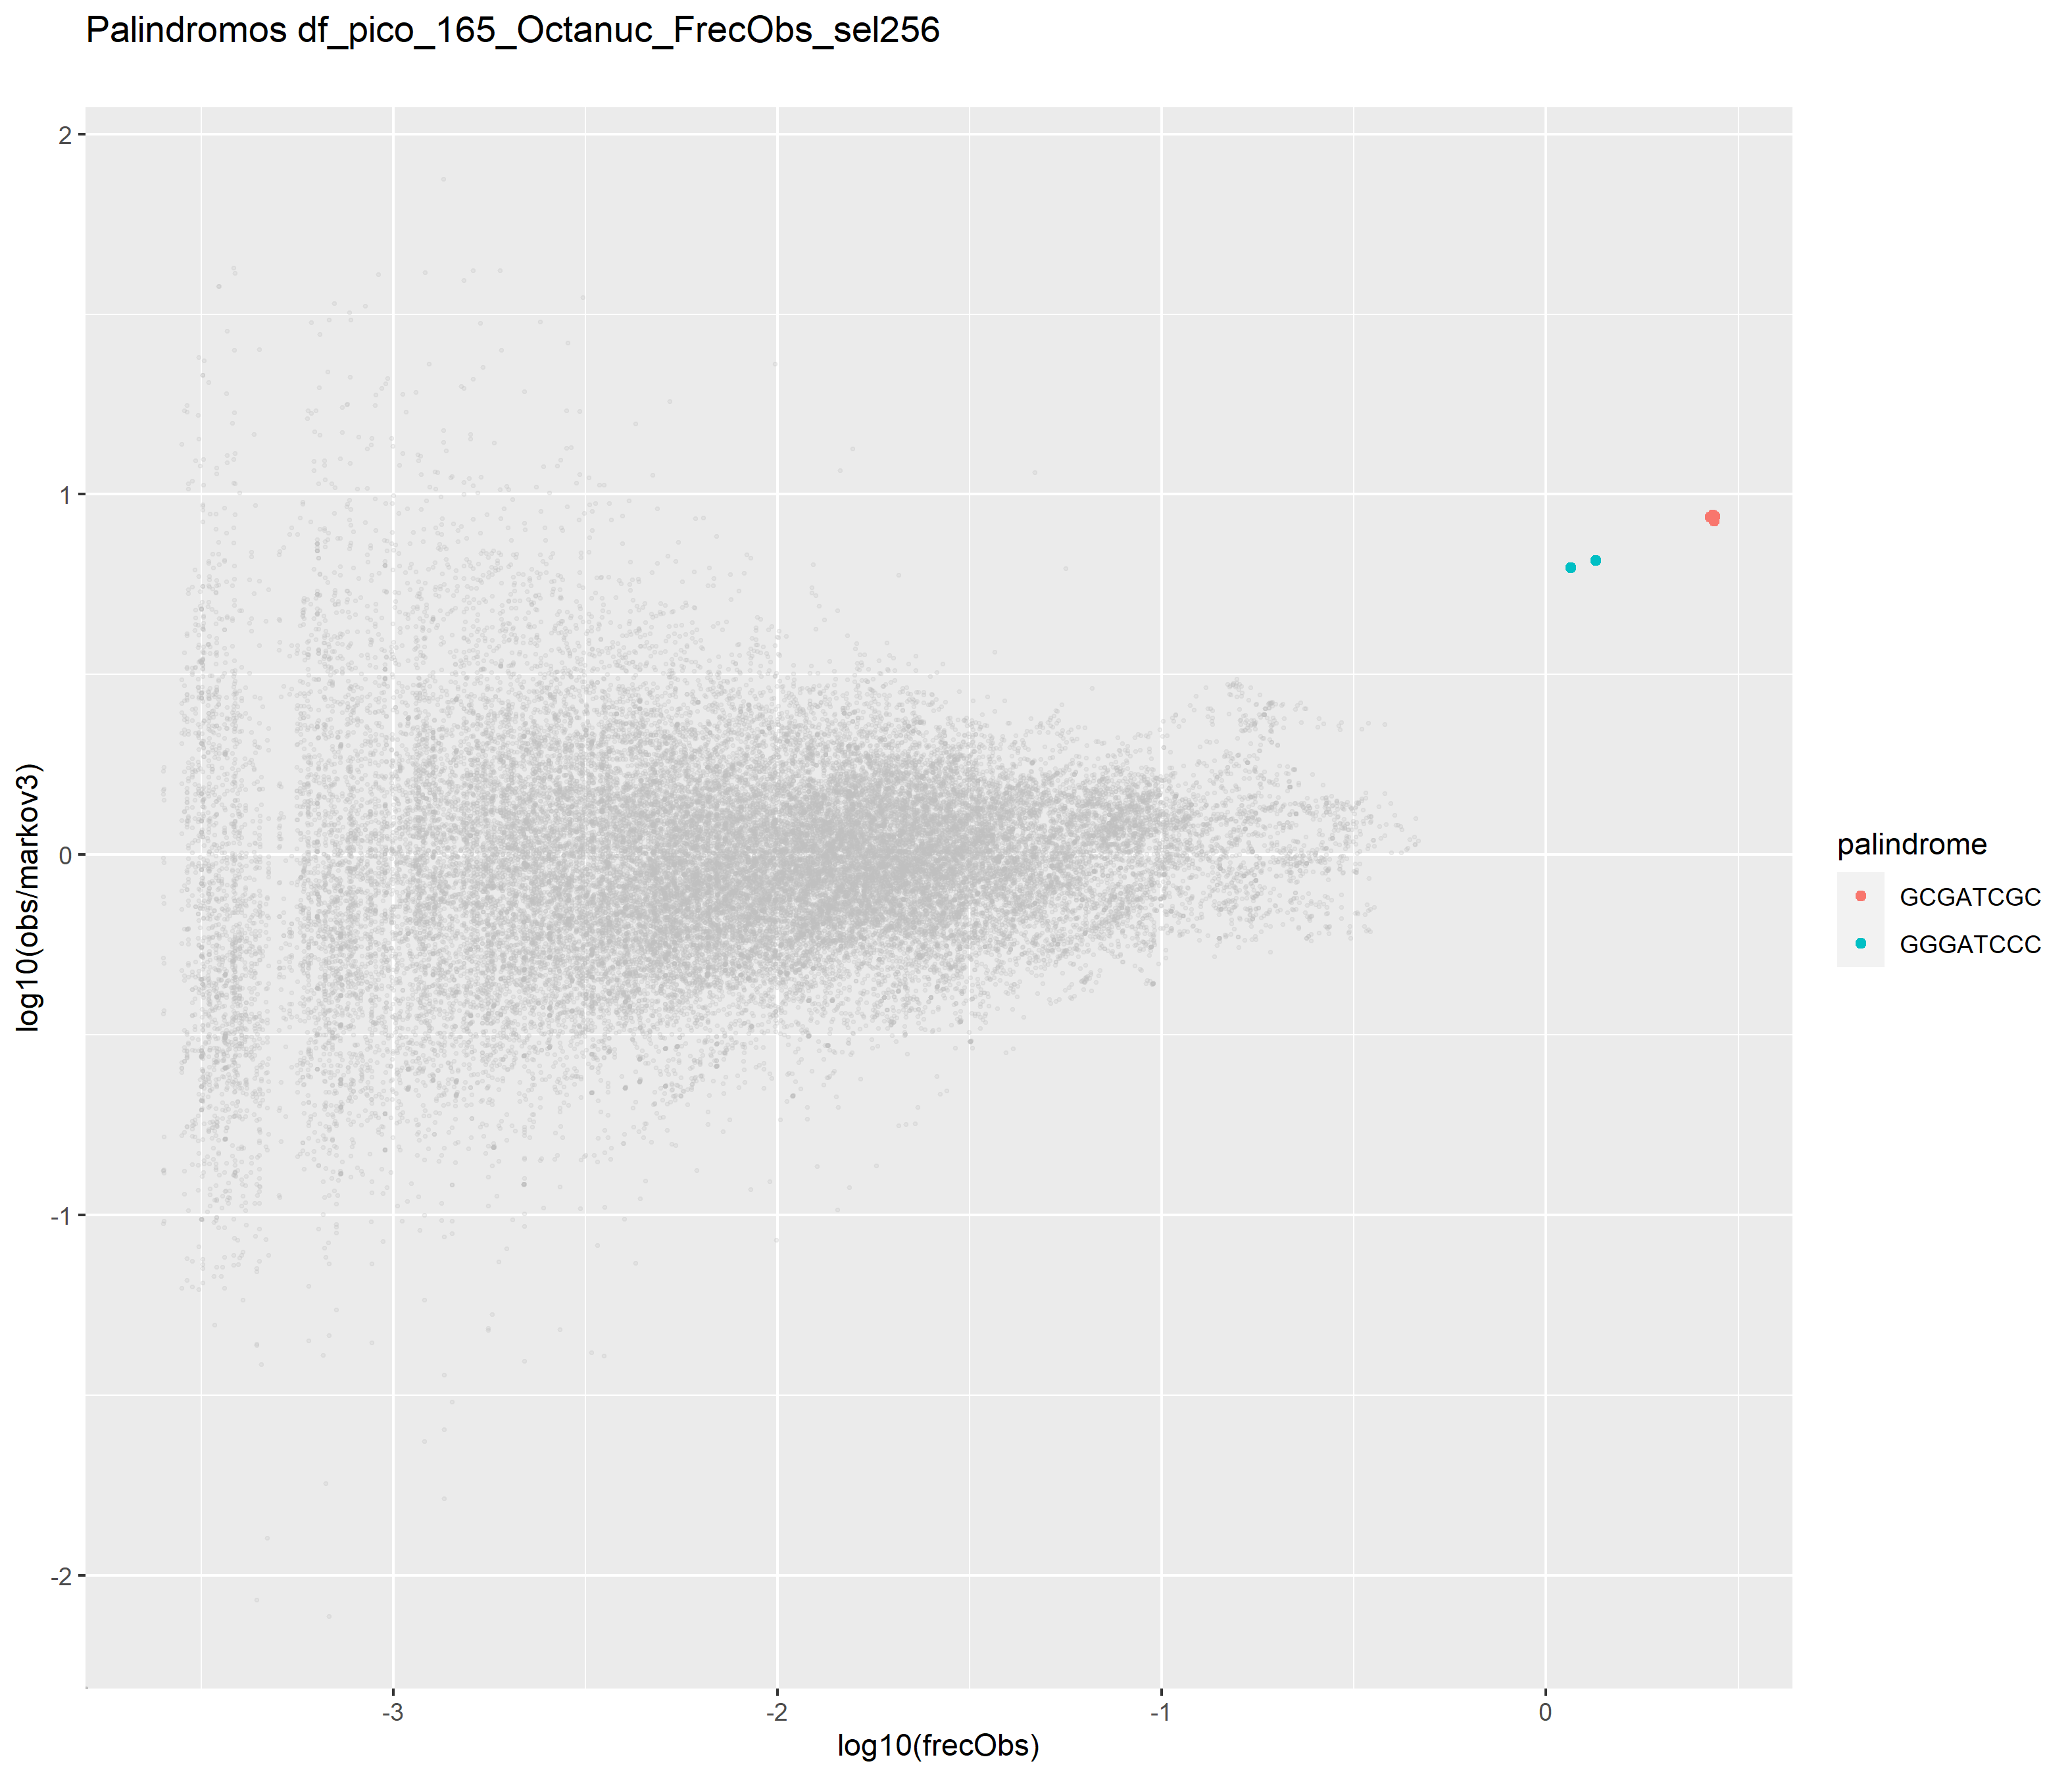 Palindromos df_pico_165_Octanuc_FrecObs_sel256
log10(obs/markov3)
2
1
0
-1
-2
-3
-2
-1
0
log10(frecObs)
palindrome
GCGATCGC
GGGATCCC